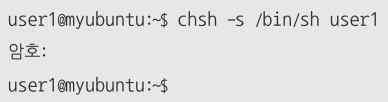 user1@myubuntu:~$ chsh -s /bin/sh user1
암호:
user1@myubuntu:~$